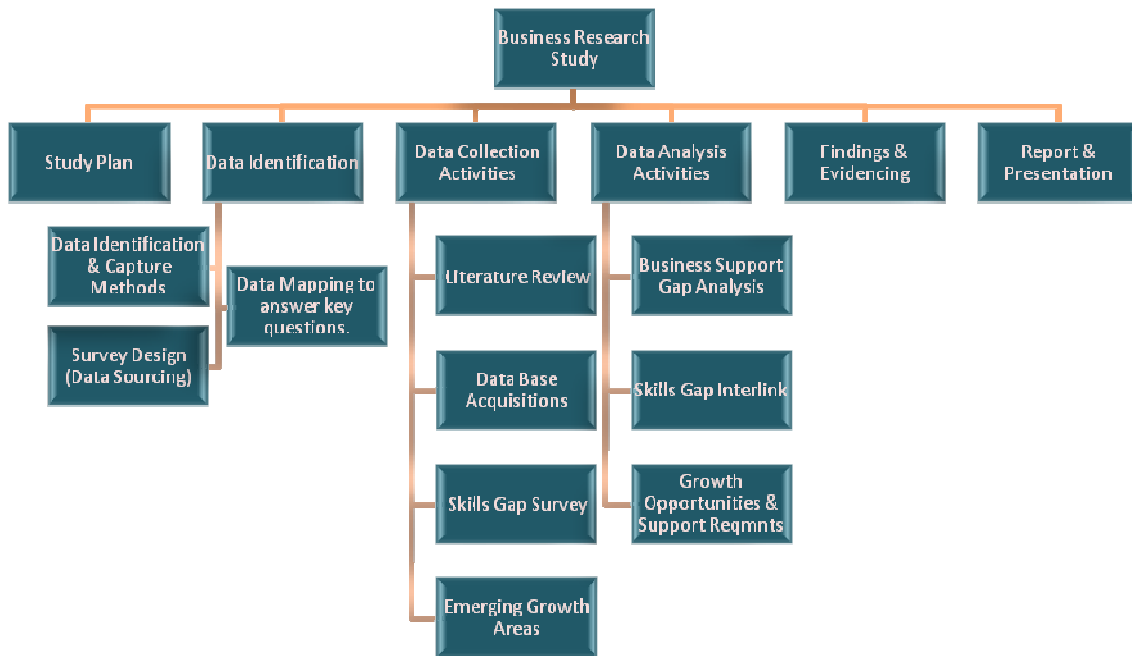 Business Research
Study
Study Plan
Data Identification
Data Collection
Activities
Data Analysis
Activities
Findings &
Evidencing
Report &
Presentation
Data Identification
& Capture
Methods
Data Mapping to
answer key
questions.
Survey Design
(Data Sourcing)
Literature Review
Data Base
Acquisitions
Skills Gap Survey
Emerging Growth
Areas
Business Support
Gap Analysis
Skills Gap Interlink
Growth
Opportunities &
Support Reqmnts